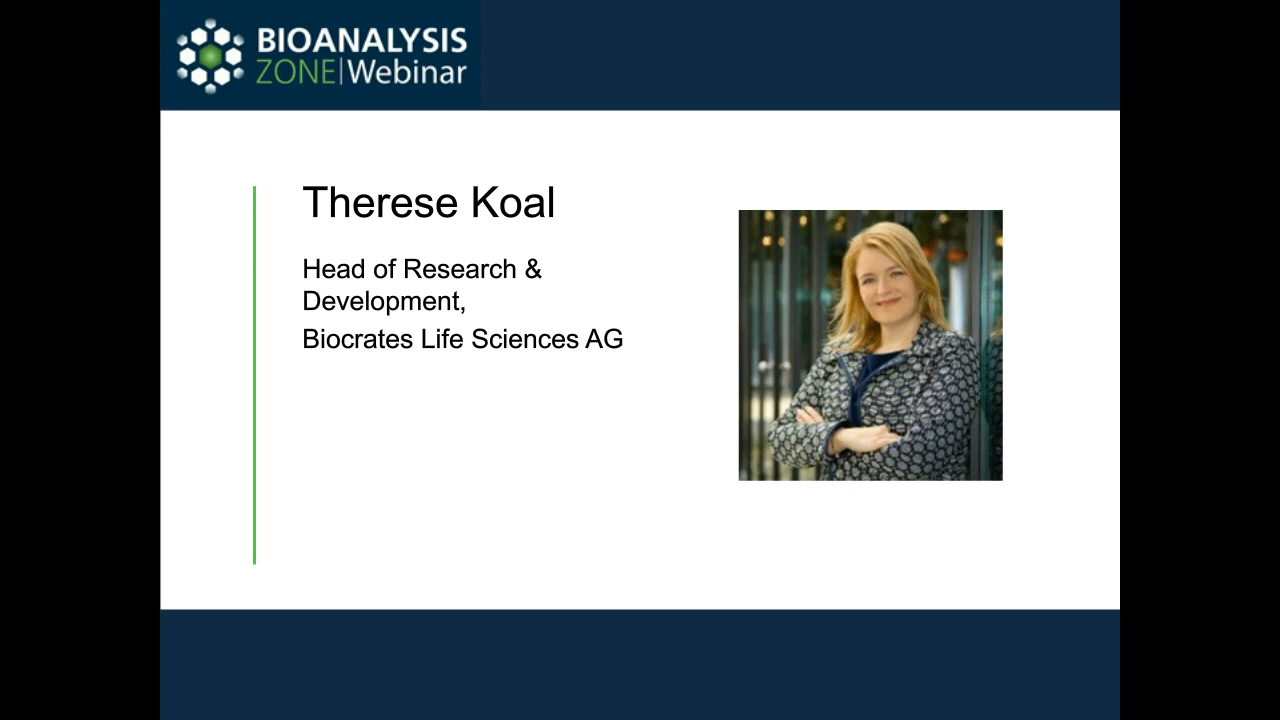 BIOANALYSIS
ZONE|Webinar
Therese Koal
Head of Research &
Development,
Biocrates Life Sciences AG